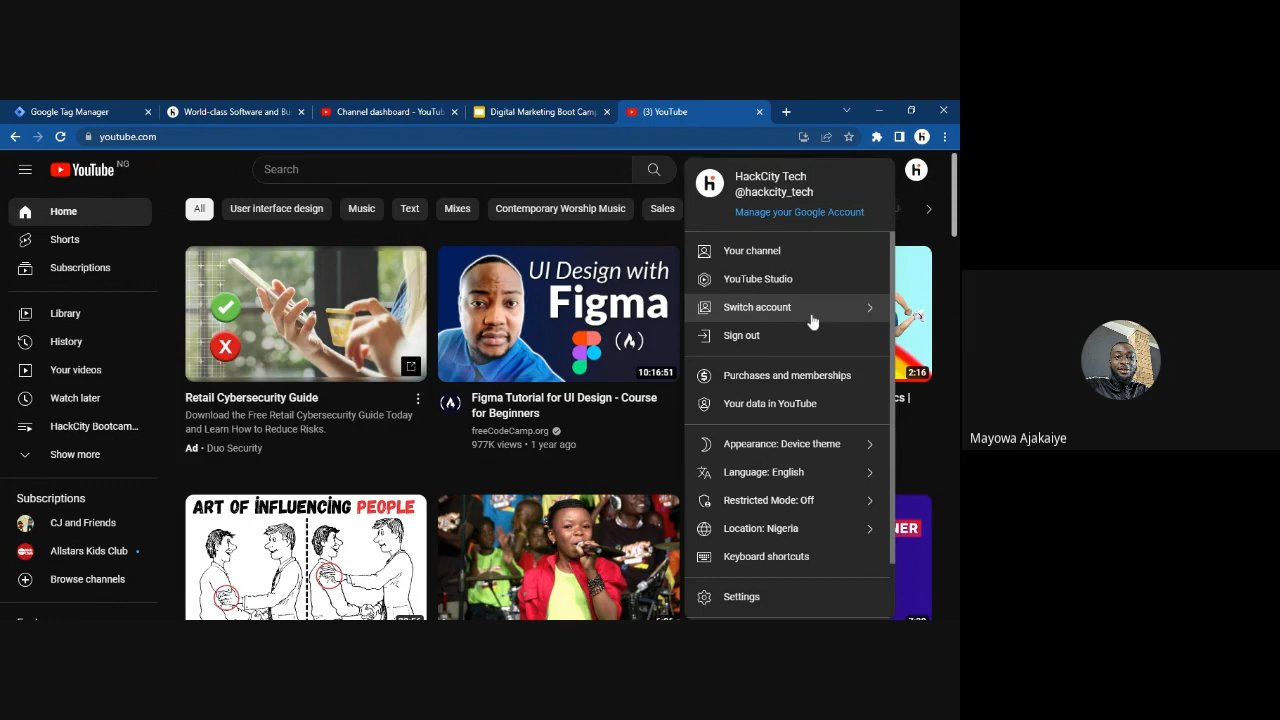 Google Tag Manager
World-class Software and Bu
Channel dashboard - YouTub
Digital Marketing Boot Camp
(3) YouTube
youtube.com
YouTube NG
Search
HackCity Tech
@hackcity_tech
Manage your Google Account
Home
Shorts
Subscriptions
Library
History
Your videos
Watch later
HackCity Bootcam...
Show more
Subscriptions
CJ and Friends
Allstars Kids Club
Browse channels
All
User interface design
Music
Text
Mixes
Contemporary Worship Music
Sales
UI Design with
Figma
10:16:51
2:16
Retail Cybersecurity Guide
Download the Free Retail Cybersecurity Guide Today
and Learn How to Reduce Risks.
Ad · Duo Security
Figma Tutorial for UI Design - Course
for Beginners
freeCodeCamp.org
977K views · 1 year ago
ART OF İNFLUENCİNG PEOPLE
Your channel
YouTube Studio
Switch account
Sign out
Purchases and memberships
Your data in YouTube
Appearance: Device theme
Language: English
Restricted Mode: Off
Location: Nigeria
Keyboard shortcuts
Settings
Mayowa Ajakaiye